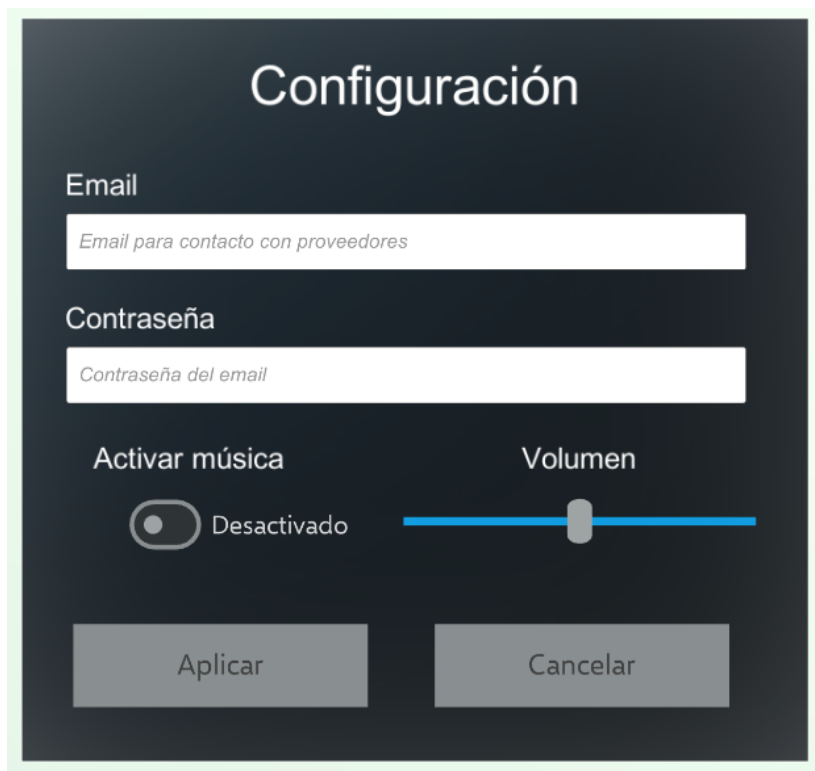 Configuración
Email
Email para contacto con proveedores
Contraseña
Contraseña del email
Activar música
Volumen
Desactivado
Aplicar
Cancelar